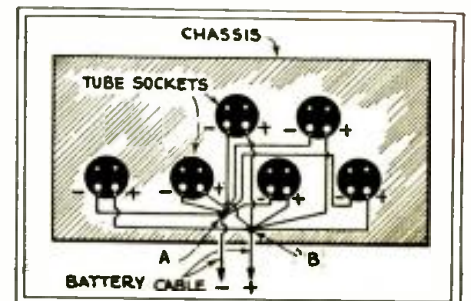 CHASSIS
TUBE SOCKETS
- + - +
- + - + - + - +
A B
BATTERY CABLE - +